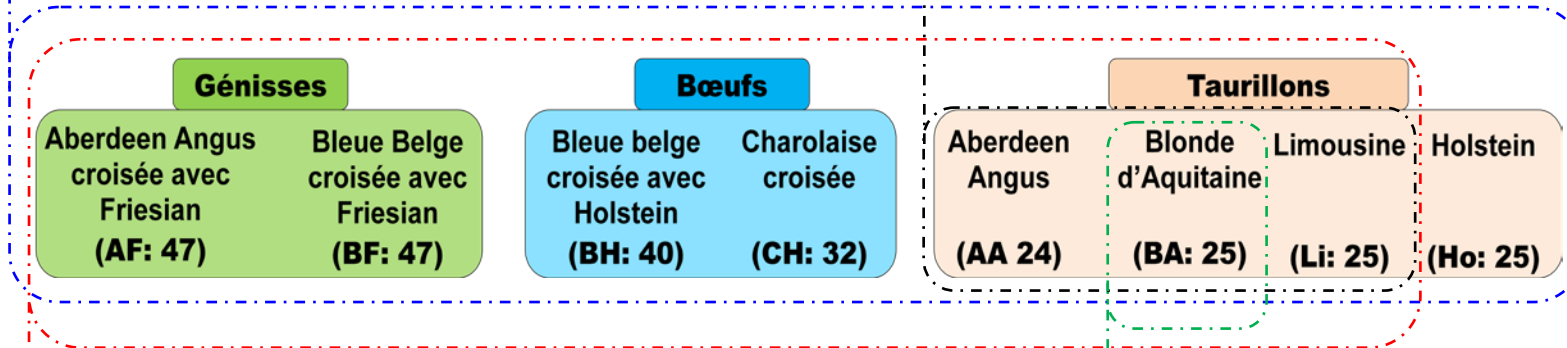 Génisses
Aberdeen Angus
croisée avec
Friesian
(AF: 47)
Bleue Belge
croisée avec
Friesian
(BF: 47)
Bœufs
Bleue belge
croisée avec
Holstein
(BH: 40)
Charolaise
croisée
(CH: 32)
Taurillons
Aberdeen
Angus
(AA 24)
Blonde
d’Aquitaine
(BA: 25)
Limousine
(Li: 25)
Holstein
(Ho: 25)